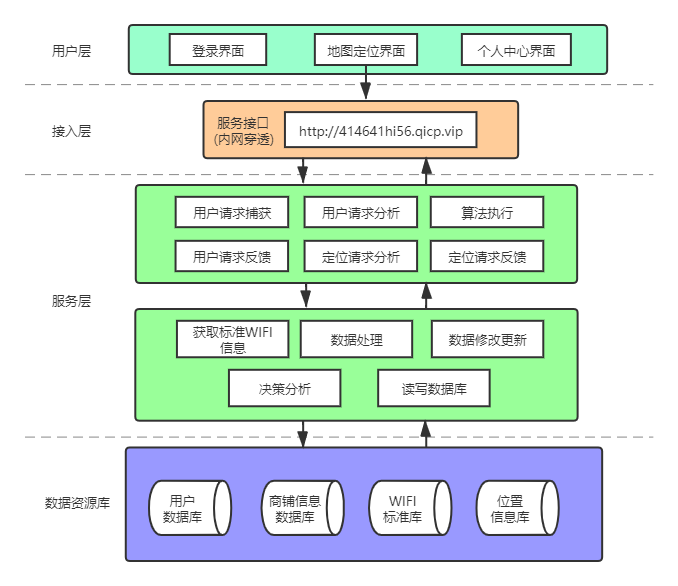 用户层
登录界面
地图定位界面
个人中心界面
接入层
服务接口
(内网穿透)
http://414641hi56.qicp.vip
服务层
用户请求捕获
用户请求分析
算法执行
用户请求反馈
定位请求分析
定位请求反馈
获取标准WIFI
信息
数据处理
数据修改更新
决策分析
读写数据库
数据资源库
用户
数据库
商铺信息
数据库
WIFI
标准库
位置
信息库